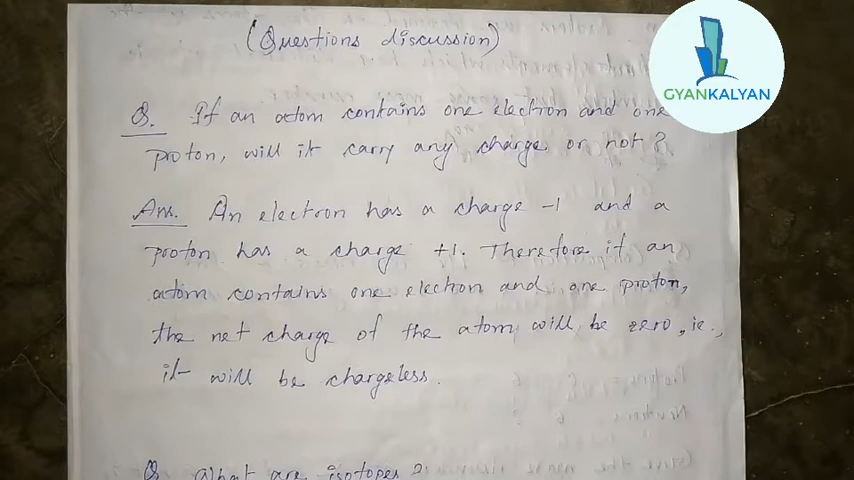 (Questions discussion)
GYANKALYAN
Q. If an atom contains one electron and one
proton, will it carry any charge or not?
Ans. An electron has a charge -1 and a
proton has a charge +1. Therefore if an
atom contains one electron and one proton,
the net charge of the atom will be zero, ie.,
it will be chargeless.
Q. What are isotopes?